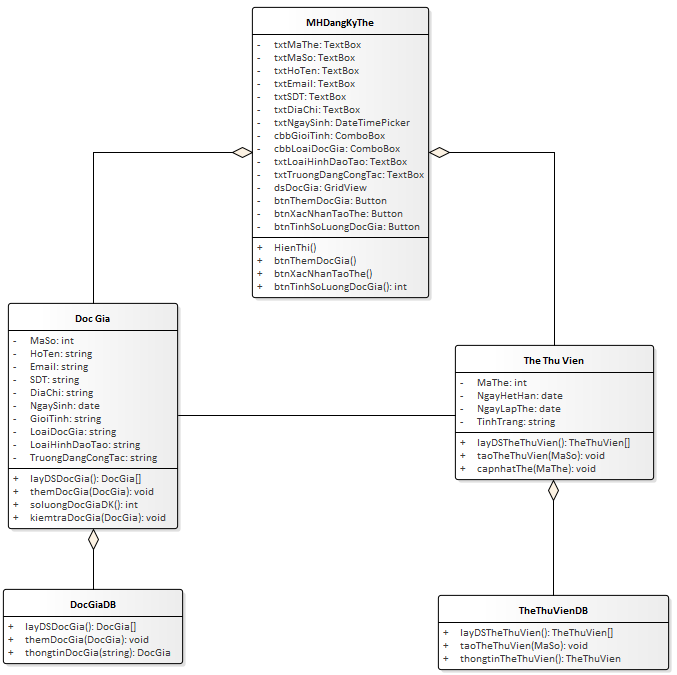 MHDangKyThe
- txtMaThe: TextBox
- txtMaSo: TextBox
- txtHoTen: TextBox
- txtEmail: TextBox
- txtSDT: TextBox
- txtDiaChi: TextBox
- txtNgaySinh: DateTimePicker
- cbbGioiTinh: ComboBox
- cbbLoaiDocGia: ComboBox
- txtLoaiHinhDaoTao: TextBox
- txtTruongDangCongTac: TextBox
- dsDocGia: GridView
- btnThemDocGia: Button
- btnXacNhanTaoThe: Button
- btnTinhSoLuongDocGia: Button
+ HienThi()
+ btnThemDocGia()
+ btnXacNhanTaoThe()
+ btnTinhSoLuongDocGia(): int
Doc Gia
- MaSo: int
- HoTen: string
- Email: string
- SDT: string
- DiaChi: string
- NgaySinh: date
- GioiTinh: string
- LoaiDocGia: string
- LoaiHinhDaoTao: string
- TruongDangCongTac: string
+ layDSDocGia(): DocGia[]
+ themDocGia(DocGia): void
+ soluongDocGiaDK(): int
+ kiemtraDocGia(DocGia): void
The Thu Vien
- MaThe: int
- NgayHetHan: date
- NgayLapThe: date
- TinhTrang: string
+ layDSTheThuVien(): TheThuVien[]
+ taoTheThuVien(MaSo): void
+ capnhatThe(MaThe): void
DocGiaDB
+ layDSDocGia(): DocGia[]
+ themDocGia(DocGia): void
+ thongtinDocGia(string): DocGia
TheThuVienDB
+ layDSTheThuVien(): TheThuVien[]
+ taoTheThuVien(MaSo): void
+ thongtinTheThuVien(): TheThuVien